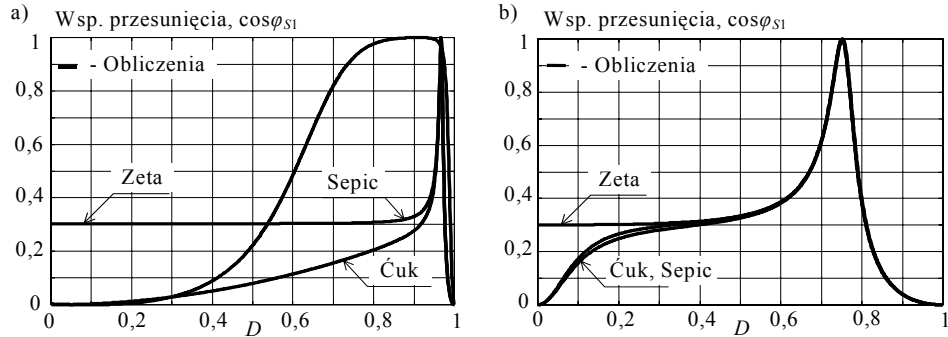 a) Wsp. przesunięcia, cosφS1
1
- Obliczenia
0,8
0,6
0,4
Zeta
Sepic
0,2
Ćuk
0
0 0,2 0,4 0,6 0,8 1
D
b) Wsp. przesunięcia, cosφS1
1
- Obliczenia
0,8
0,6
0,4
Zeta
0,2
Ćuk, Sepic
0
0 0,2 0,4 0,6 0,8 1
D